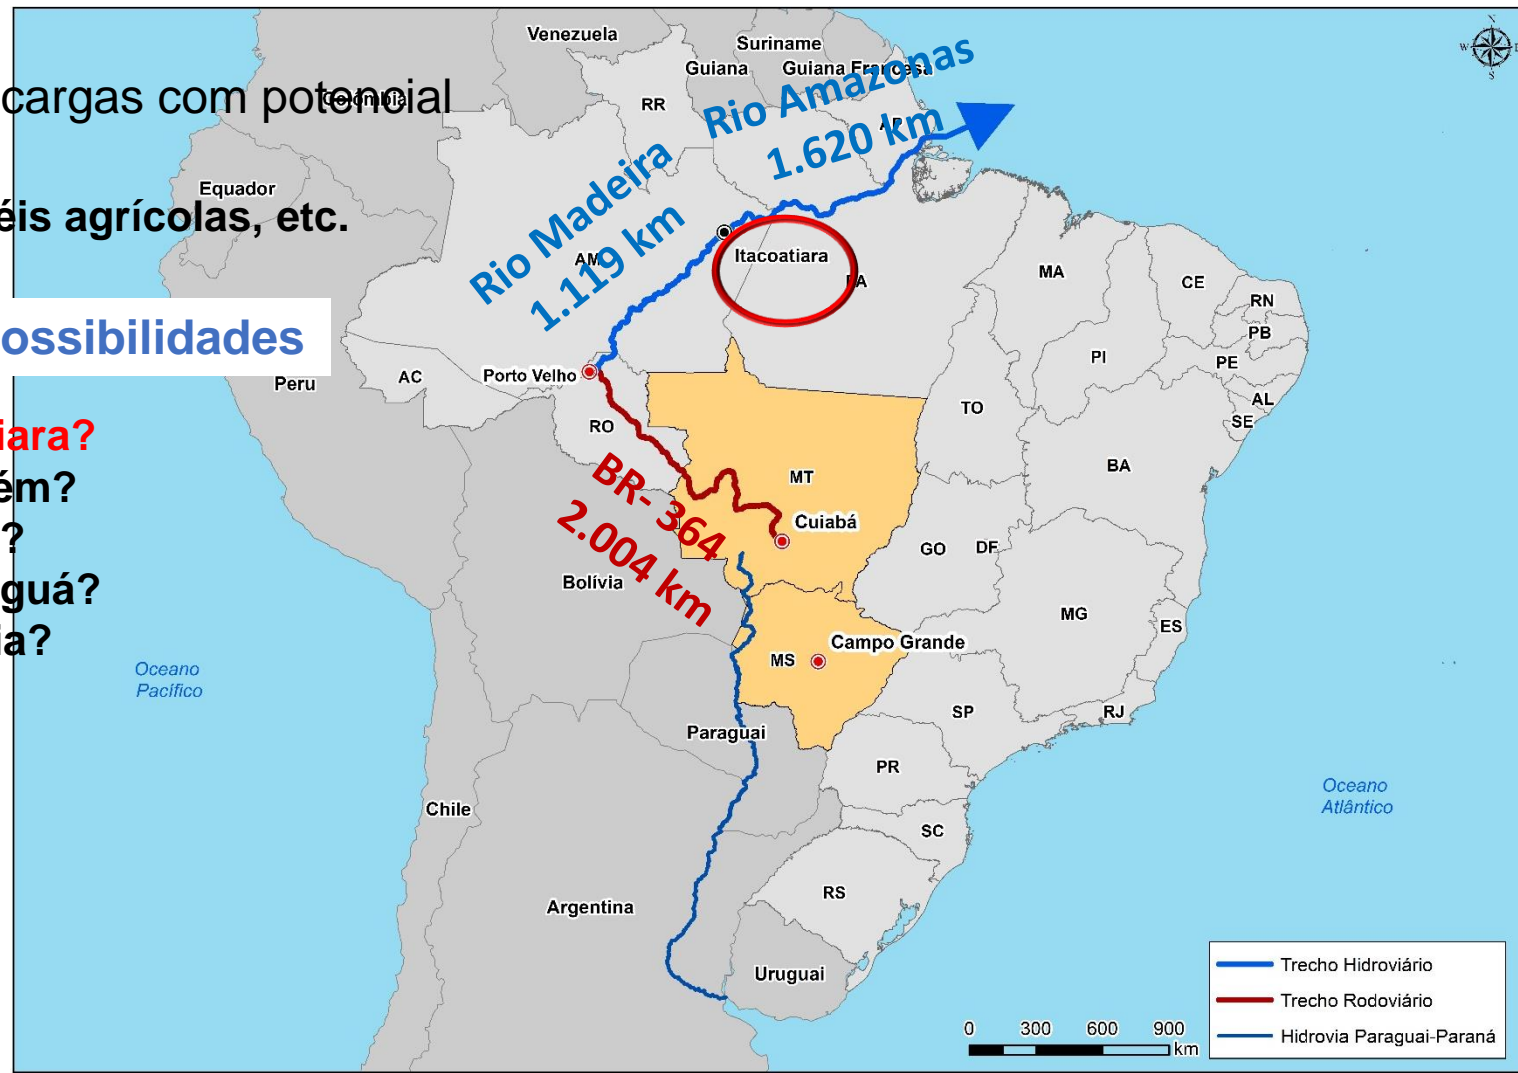 Venezuela
Suriname
Guiana
Guiana Francesa
N
W
S
cargas com potencial
Colômbia
RR
AP
Rio Amazonas
1.620 km
Equador
éis agrícolas, etc.
Rio Madeira
1.119 km
AM
Itacoatiara
PA
MA
CE
RN
PB
PE
PI
AL
SE
ossibilidades
Peru
AC
Porto Velho
TO
RO
BA
iara?
ém?
?
guá?
ia?
MT
BR- 364
2.004 km
Cuiabá
GO
DF
Bolívia
MG
ES
Campo Grande
MS
Oceano
Pacífico
SP
RJ
Paraguai
PR
Oceano
Atlântico
Chile
SC
RS
Argentina
Uruguai
Trecho Hidroviário
Trecho Rodoviário
Hidrovia Paraguai-Paraná
0 300 600 900
km